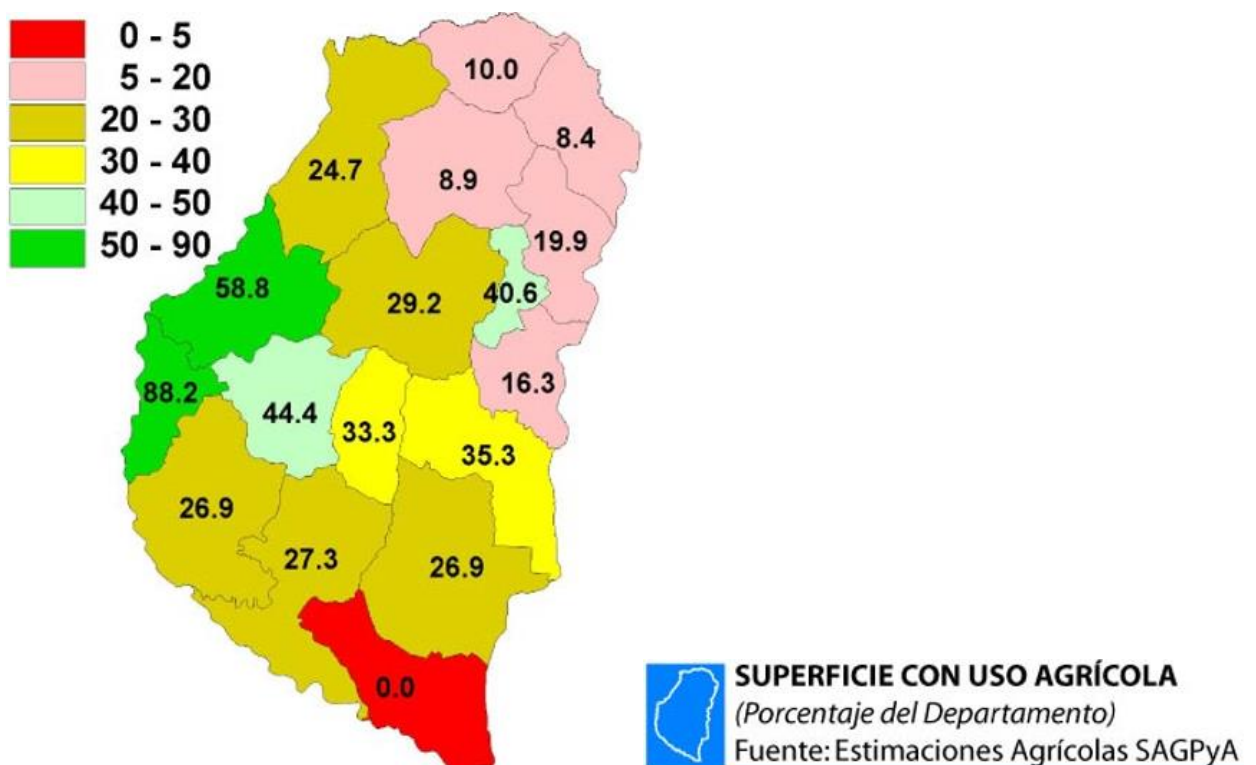 0 - 5
5 - 20
20 - 30
30 - 40
40 - 50
50 - 90
10.0
8.4
24.7
8.9
19.9
58.8
29.2
40.6
88.2
44.4
33.3
16.3
35.3
26.9
27.3
26.9
0.0
SUPERFICIE CON USO AGRÍCOLA
(Porcentaje del Departamento)
Fuente: Estimaciones Agrícolas SAGPyA